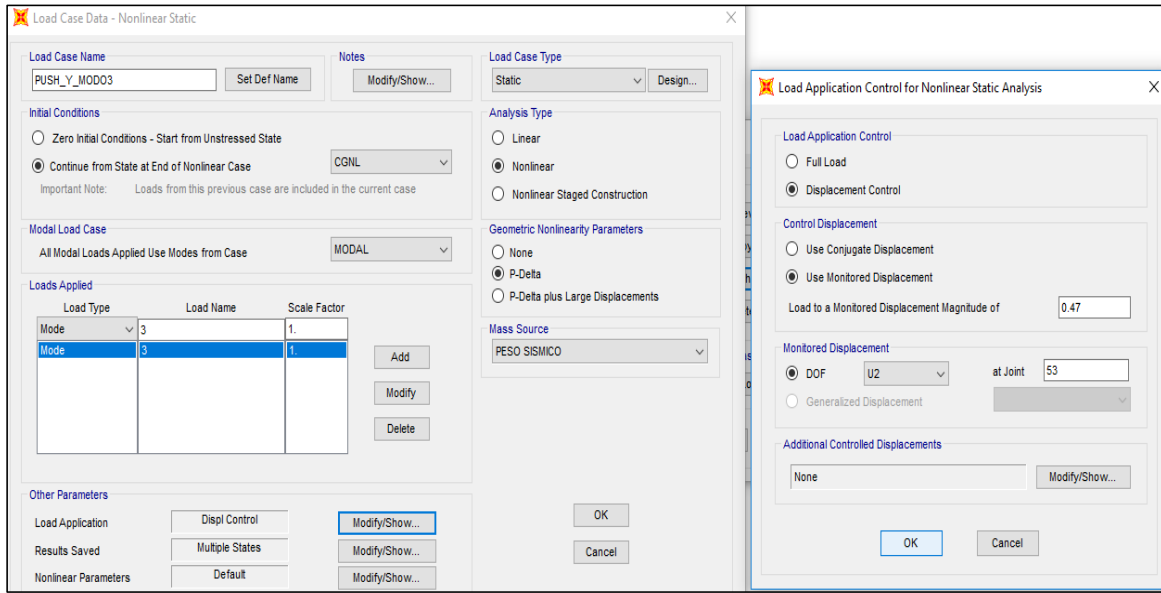 Load Case Data - Nonlinear Static
Load Case Name
PUSH_Y_MODO3
Set Def Name
Notes
Modify/Show...
Load Case Type
Static
Design...
Initial Conditions
Zero Initial Conditions - Start from Unstressed State
Continue from State at End of Nonlinear Case
CGNL
Important Note: Loads from this previous case are included in the current case
Analysis Type
Linear
Nonlinear
Nonlinear Staged Construction
Modal Load Case
All Modal Loads Applied Use Modes from Case
MODAL
Geometric Nonlinearity Parameters
None
P-Delta
P-Delta plus Large Displacements
Loads Applied
Load Type Load Name Scale Factor
Mode 3 1.
Mode 3 1.
Add
Modify
Delete
Mass Source
PESO SISMICO
Other Parameters
Load Application Displ Control Modify/Show...
Results Saved Multiple States Modify/Show...
Nonlinear Parameters Default Modify/Show...
OK
Cancel
Load Application Control for Nonlinear Static Analysis
Load Application Control
Full Load
Displacement Control
Control Displacement
Use Conjugate Displacement
Use Monitored Displacement
Load to a Monitored Displacement Magnitude of 0.47
Monitored Displacement
DOF U2 at Joint 53
Generalized Displacement
Additional Controlled Displacements
None Modify/Show...
OK Cancel